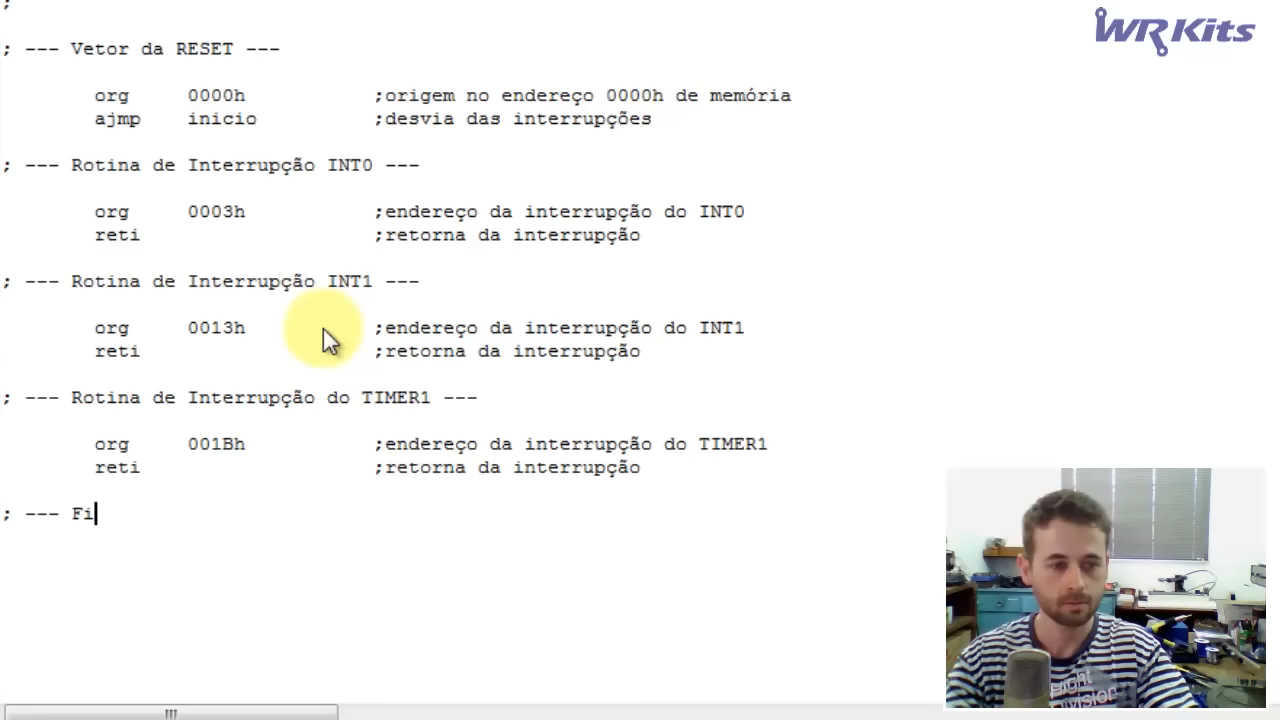 ;
WR Kits
; --- Vetor da RESET ---
org 0000h ;origem no endereço 0000h de memória
ajmp inicio ;desvia das interrupções
; --- Rotina de Interrupção INT0 ---
org 0003h ;endereço da interrupção do INT0
reti ;retorna da interrupção
; --- Rotina de Interrupção INT1 ---
org 0013h ;endereço da interrupção do INT1
reti ;retorna da interrupção
; --- Rotina de Interrupção do TIMER1 ---
org 001Bh ;endereço da interrupção do TIMER1
reti ;retorna da interrupção
; --- Fi
Division